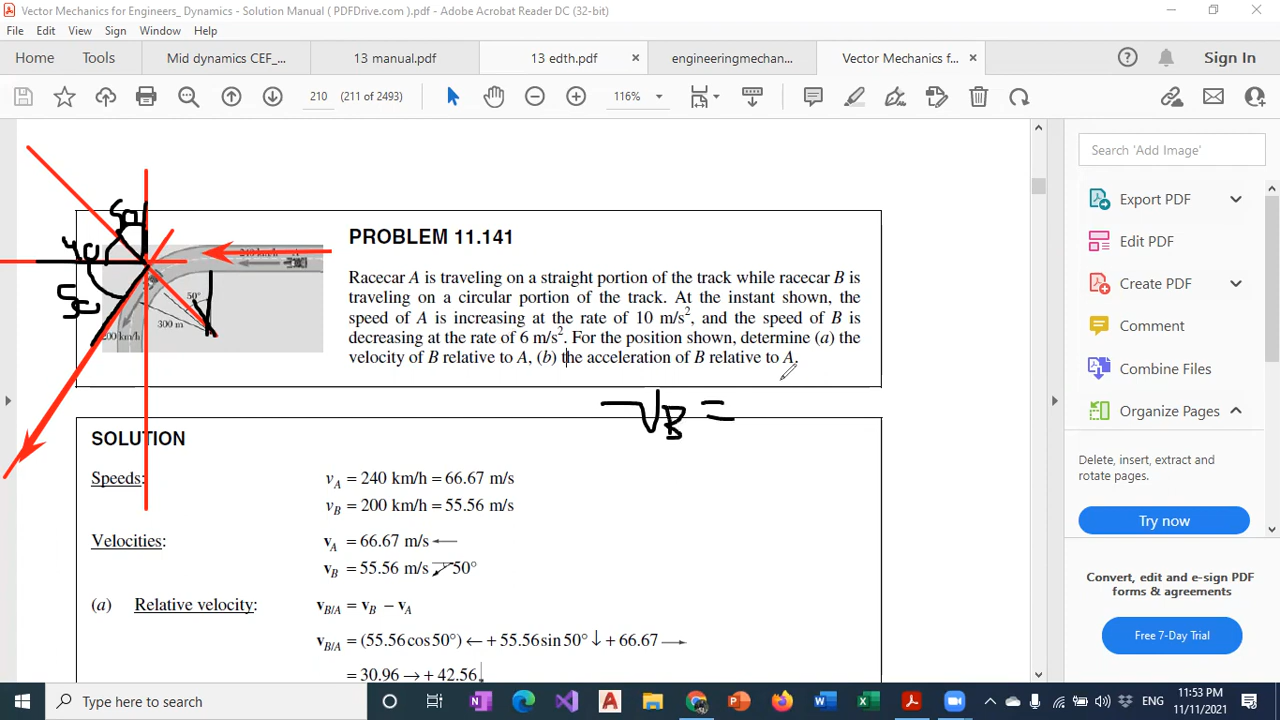 Vector Mechanics for Engineers_ Dynamics - Solution Manual ( PDFDrive.com ).pdf - Adobe Acrobat Reader DC (32-bit)
File Edit View Sign Window Help
Home Tools Mid dynamics CEF_... 13 manual.pdf 13 edth.pdf engineeringmechan... Vector Mechanics f... Sign In
210 (211 of 2493) 116%
Search 'Add Image'
Export PDF
Edit PDF
Create PDF
Comment
Combine Files
Organize Pages
Delete, insert, extract and
rotate pages.
Try now
Convert, edit and e-sign PDF
forms & agreements
Free 7-Day Trial
50
40
50
240 km/h A
50°
300 m
200 km/h
PROBLEM 11.141
Racecar A is traveling on a straight portion of the track while racecar B is
traveling on a circular portion of the track. At the instant shown, the
speed of A is increasing at the rate of 10 m/s², and the speed of B is
decreasing at the rate of 6 m/s². For the position shown, determine (a) the
velocity of B relative to A, (b) the acceleration of B relative to A.
VB =
SOLUTION
Speeds: vA = 240 km/h = 66.67 m/s
vB = 200 km/h = 55.56 m/s
Velocities: vA = 66.67 m/s ←
vB = 55.56 m/s 50°
(a) Relative velocity: vB/A = vB − vA
vB/A = (55.56cos50°) ← + 55.56sin50° ↓ + 66.67 →
= 30.96 → + 42.56↓
Type here to search
ENG
11:53 PM
11/11/2021